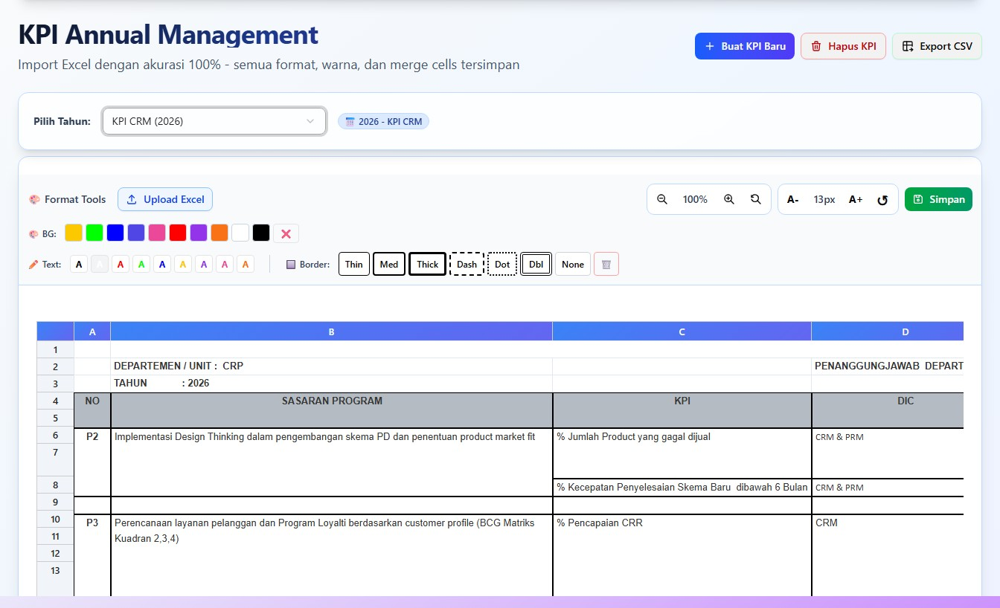 KPI Annual Management
Import Excel dengan akurasi 100% - semua format, warna, dan merge cells tersimpan
+ Buat KPI Baru
Hapus KPI
Export CSV
Pilih Tahun:
KPI CRM (2026)
2026 - KPI CRM
Format Tools
Upload Excel
100%
A-
13px
A+
↺
Simpan
BG:
Text:
A A A A A A A A A
Border:
Thin
Med
Thick
Dash
Dot
Dbl
None
A B C D
1
2 DEPARTEMEN / UNIT : CRP PENANGGUNGJAWAB DEPART
3 TAHUN : 2026
4 NO SASARAN PROGRAM KPI DIC
5
6 P2 Implementasi Design Thinking dalam pengembangan skema PD dan penentuan product market fit % Jumlah Product yang gagal dijual CRM & PRM
7
8 % Kecepatan Penyelesaian Skema Baru dibawah 6 Bulan CRM & PRM
9
10 P3 Perencanaan layanan pelanggan dan Program Loyalti berdasarkan customer profile (BCG Matriks % Pencapaian CRR CRM
11 Kuadran 2,3,4)
12
13